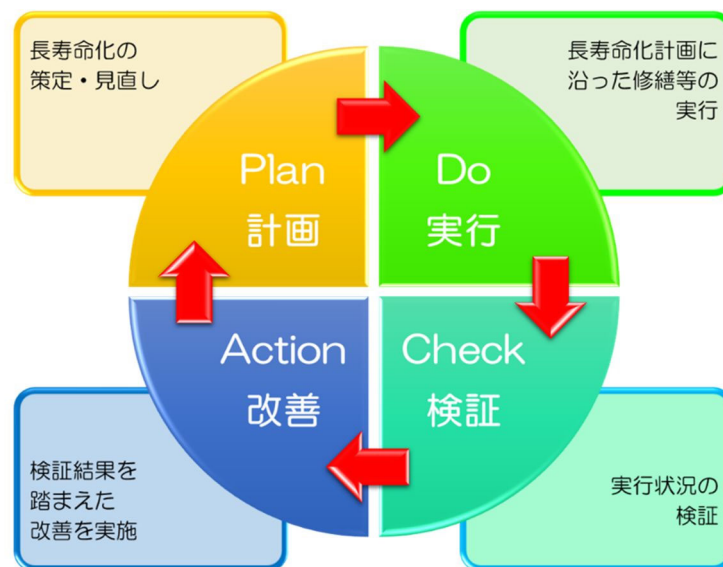 長寿命化の
策定・見直し
長寿命化計画に
沿った修繕等の
実行
Plan
計画
Do
実行
Action
改善
Check
検証
検証結果を
踏まえた
改善を実施
実行状況の
検証